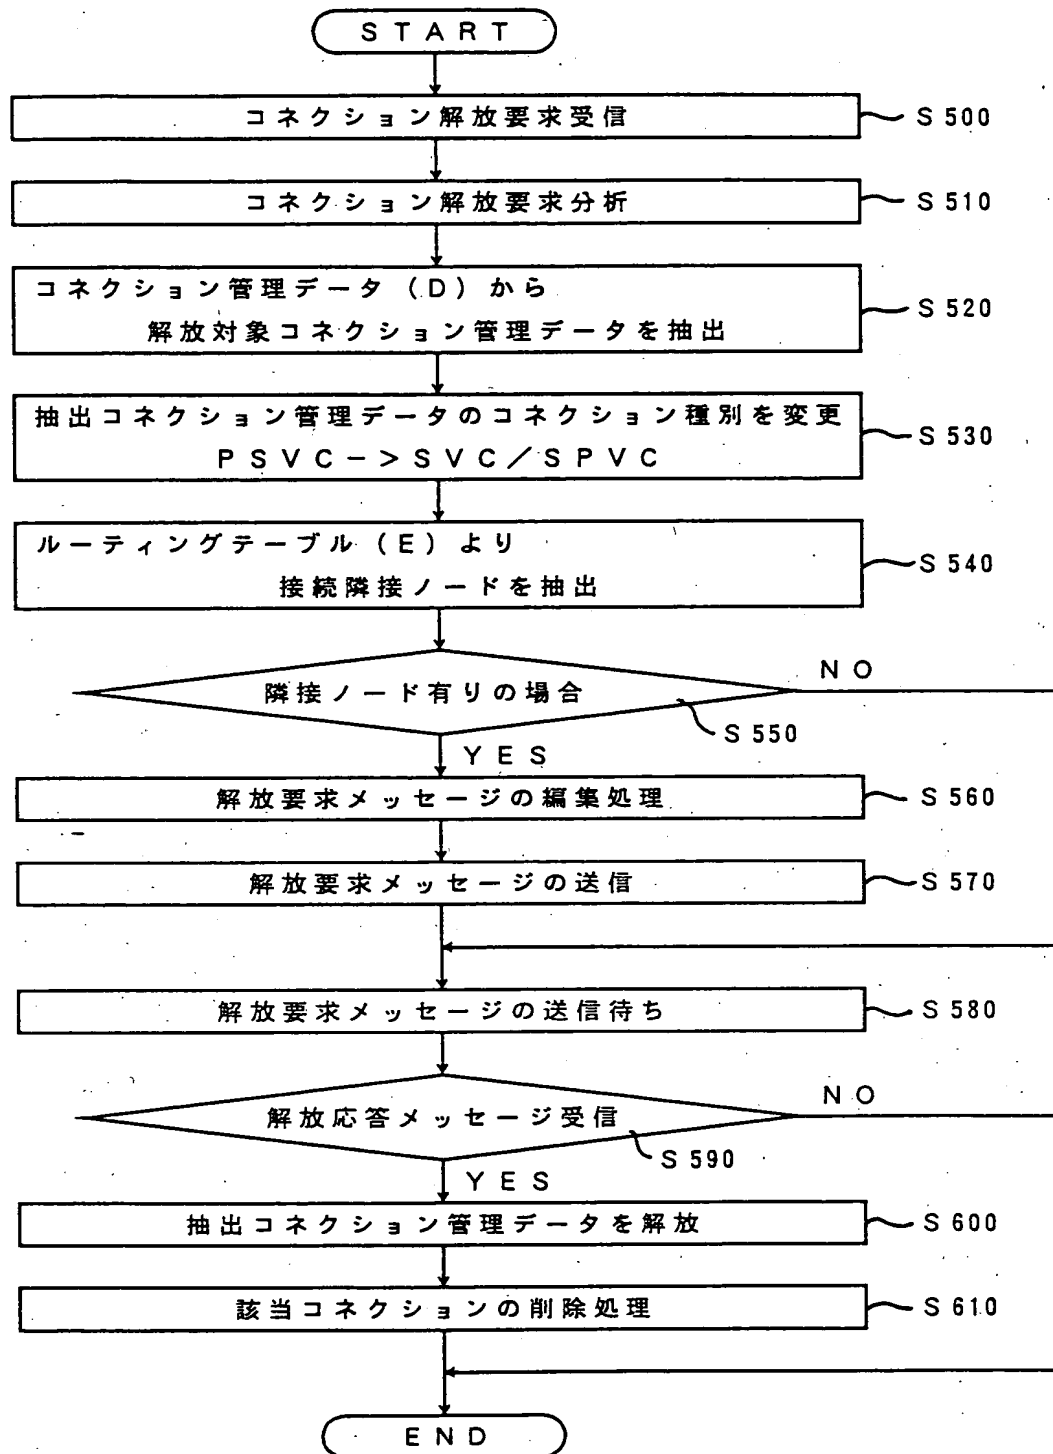 START
コネクション解放要求受信
S500
コネクション解放要求分析
S510
コネクション管理データ（D）から
解放対象コネクション管理データを抽出
S520
抽出コネクション管理データのコネクション種別を変更
PSVC->SVC／SPVC
S530
ルーティングテーブル（E）より
接続隣接ノードを抽出
S540
隣接ノード有りの場合
NO
S550
YES
解放要求メッセージの編集処理
S560
解放要求メッセージの送信
S570
解放要求メッセージの送信待ち
S580
解放応答メッセージ受信
NO
S590
YES
抽出コネクション管理データを解放
S600
該当コネクションの削除処理
S610
END